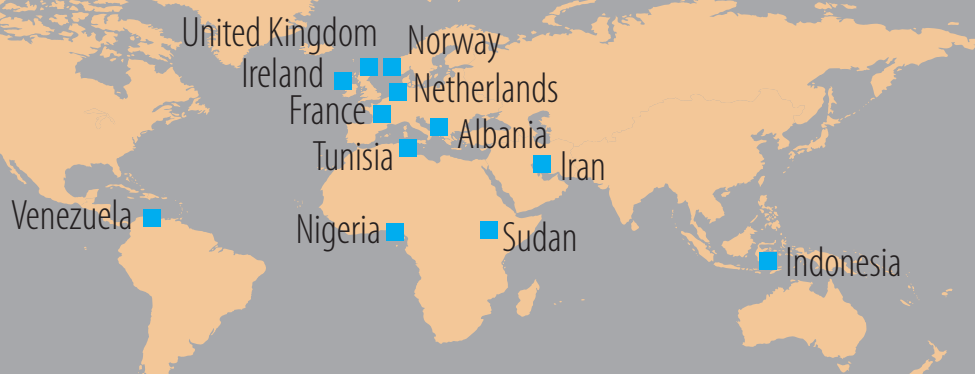 United Kingdom
Norway
Ireland
Netherlands
France
Albania
Tunisia
Iran
Venezuela
Nigeria
Sudan
Indonesia